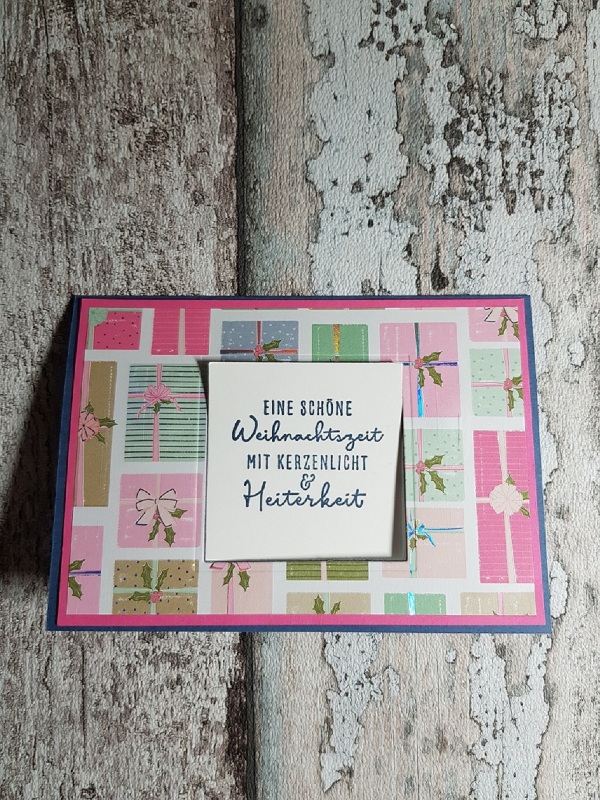 EINE SCHÖNE
Weihnachtszeit
MIT KERZENLICHT
&
Heiterkeit